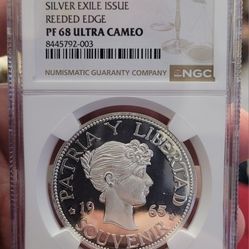 SILVER EXILE ISSUE
REEDED EDGE
PF 68 ULTRA CAMEO
8445792-003
NUMISMATIC GUARANTY COMPANY
NGC
PATRIA Y LIBERTAD
19 65
SOUVENIR